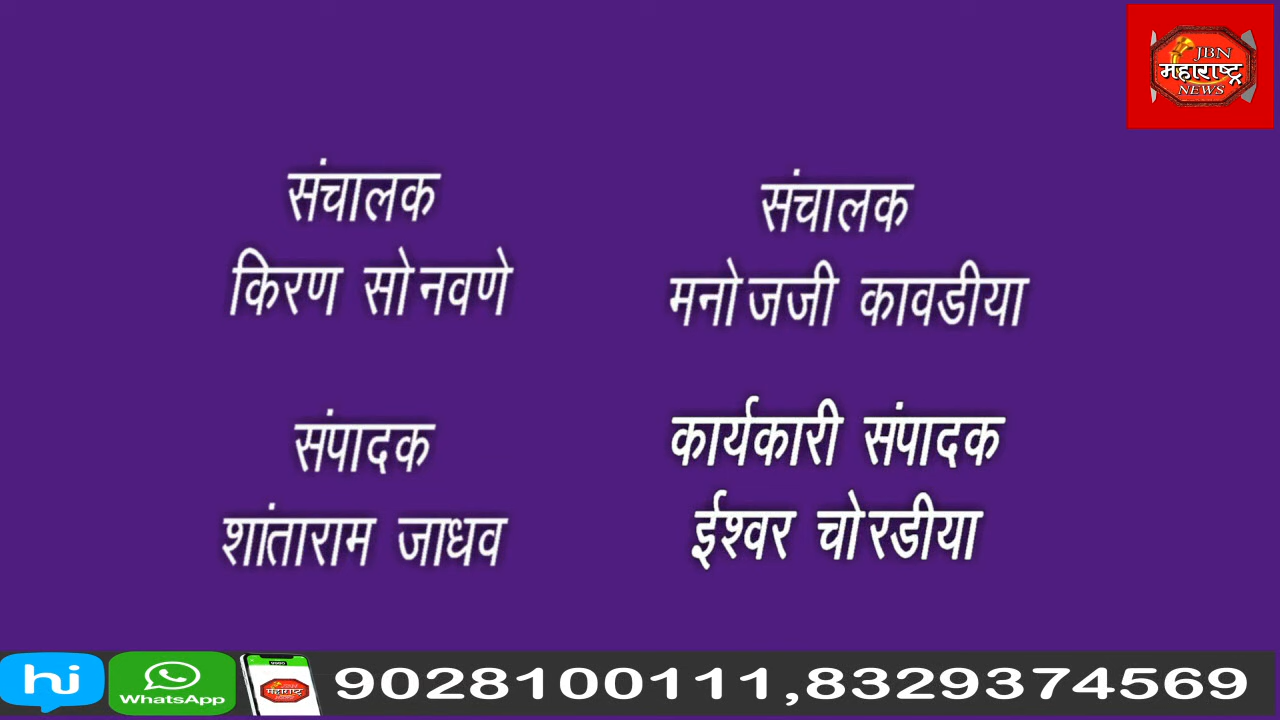 JBN
महाराष्ट्र
NEWS
संचालक
किरण सोनवणे
संचालक
मनोजजी कावडीया
संपादक
शांताराम जाधव
कार्यकारी संपादक
ईश्वर चोरडीया
hi
WhatsApp
महाराष्ट्र
9028100111,8329374569